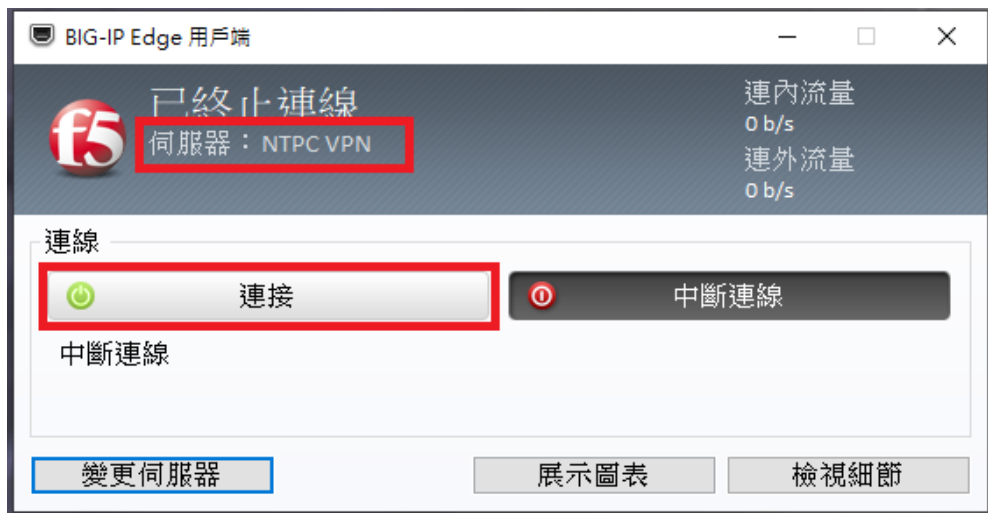 BIG-IP Edge 用戶端
f5
已終止連線
伺服器：NTPC VPN
連內流量
0 b/s
連外流量
0 b/s
連線
連接
中斷連線
中斷連線
變更伺服器
展示圖表
檢視細節